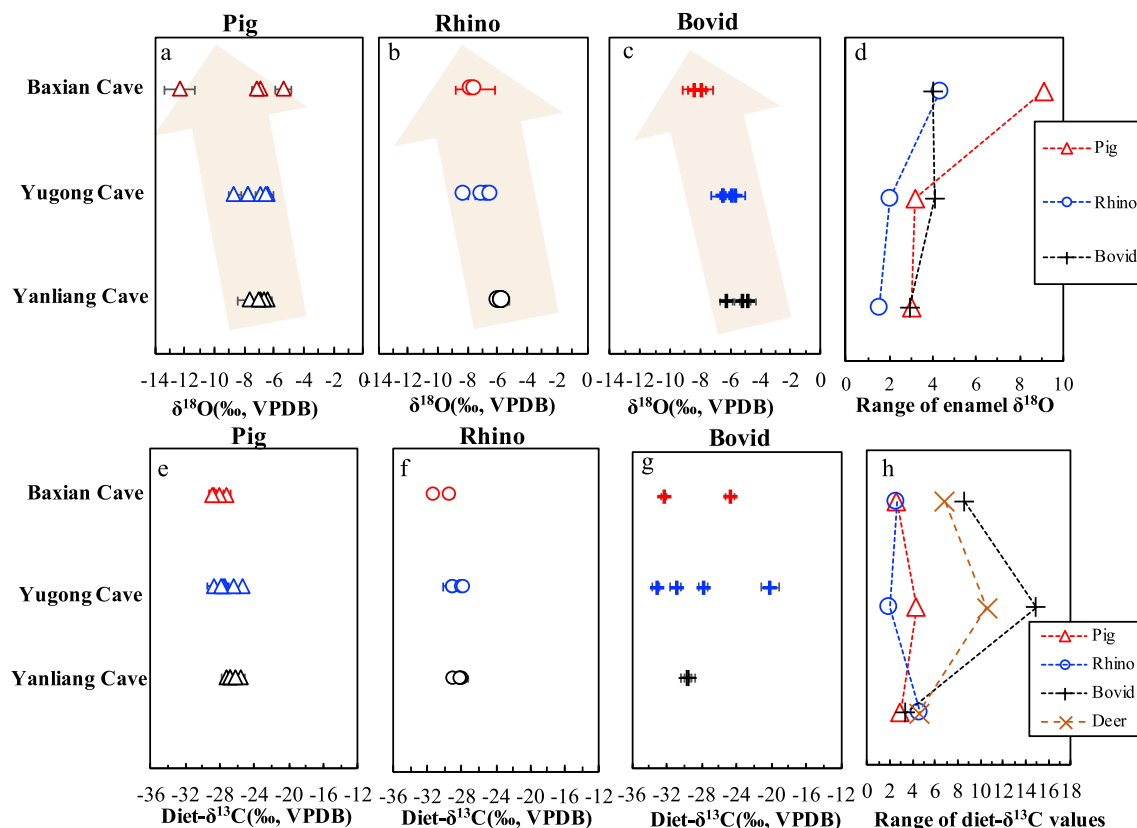 Pig Rhino Bovid
a b c d
Baxian Cave
Yugong Cave
Yanliang Cave
Pig
Rhino
Bovid
-14 -12 -10 -8 -6 -4 -2 0
-14 -12 -10 -8 -6 -4 -2 0
-14 -12 -10 -8 -6 -4 -2 0
0 2 4 6 8 10
δ¹⁸O(‰, VPDB) δ¹⁸O(‰, VPDB) δ¹⁸O(‰, VPDB) Range of enamel δ¹⁸O
Pig Rhino Bovid
e f g h
Baxian Cave
Yugong Cave
Yanliang Cave
Pig
Rhino
Bovid
Deer
-36 -32 -28 -24 -20 -16 -12
-36 -32 -28 -24 -20 -16 -12
-36 -32 -28 -24 -20 -16 -12
0 2 4 6 8 10 12 14 16 18
Diet-δ¹³C(‰, VPDB) Diet-δ¹³C(‰, VPDB) Diet-δ¹³C(‰, VPDB) Range of diet-δ¹³C values